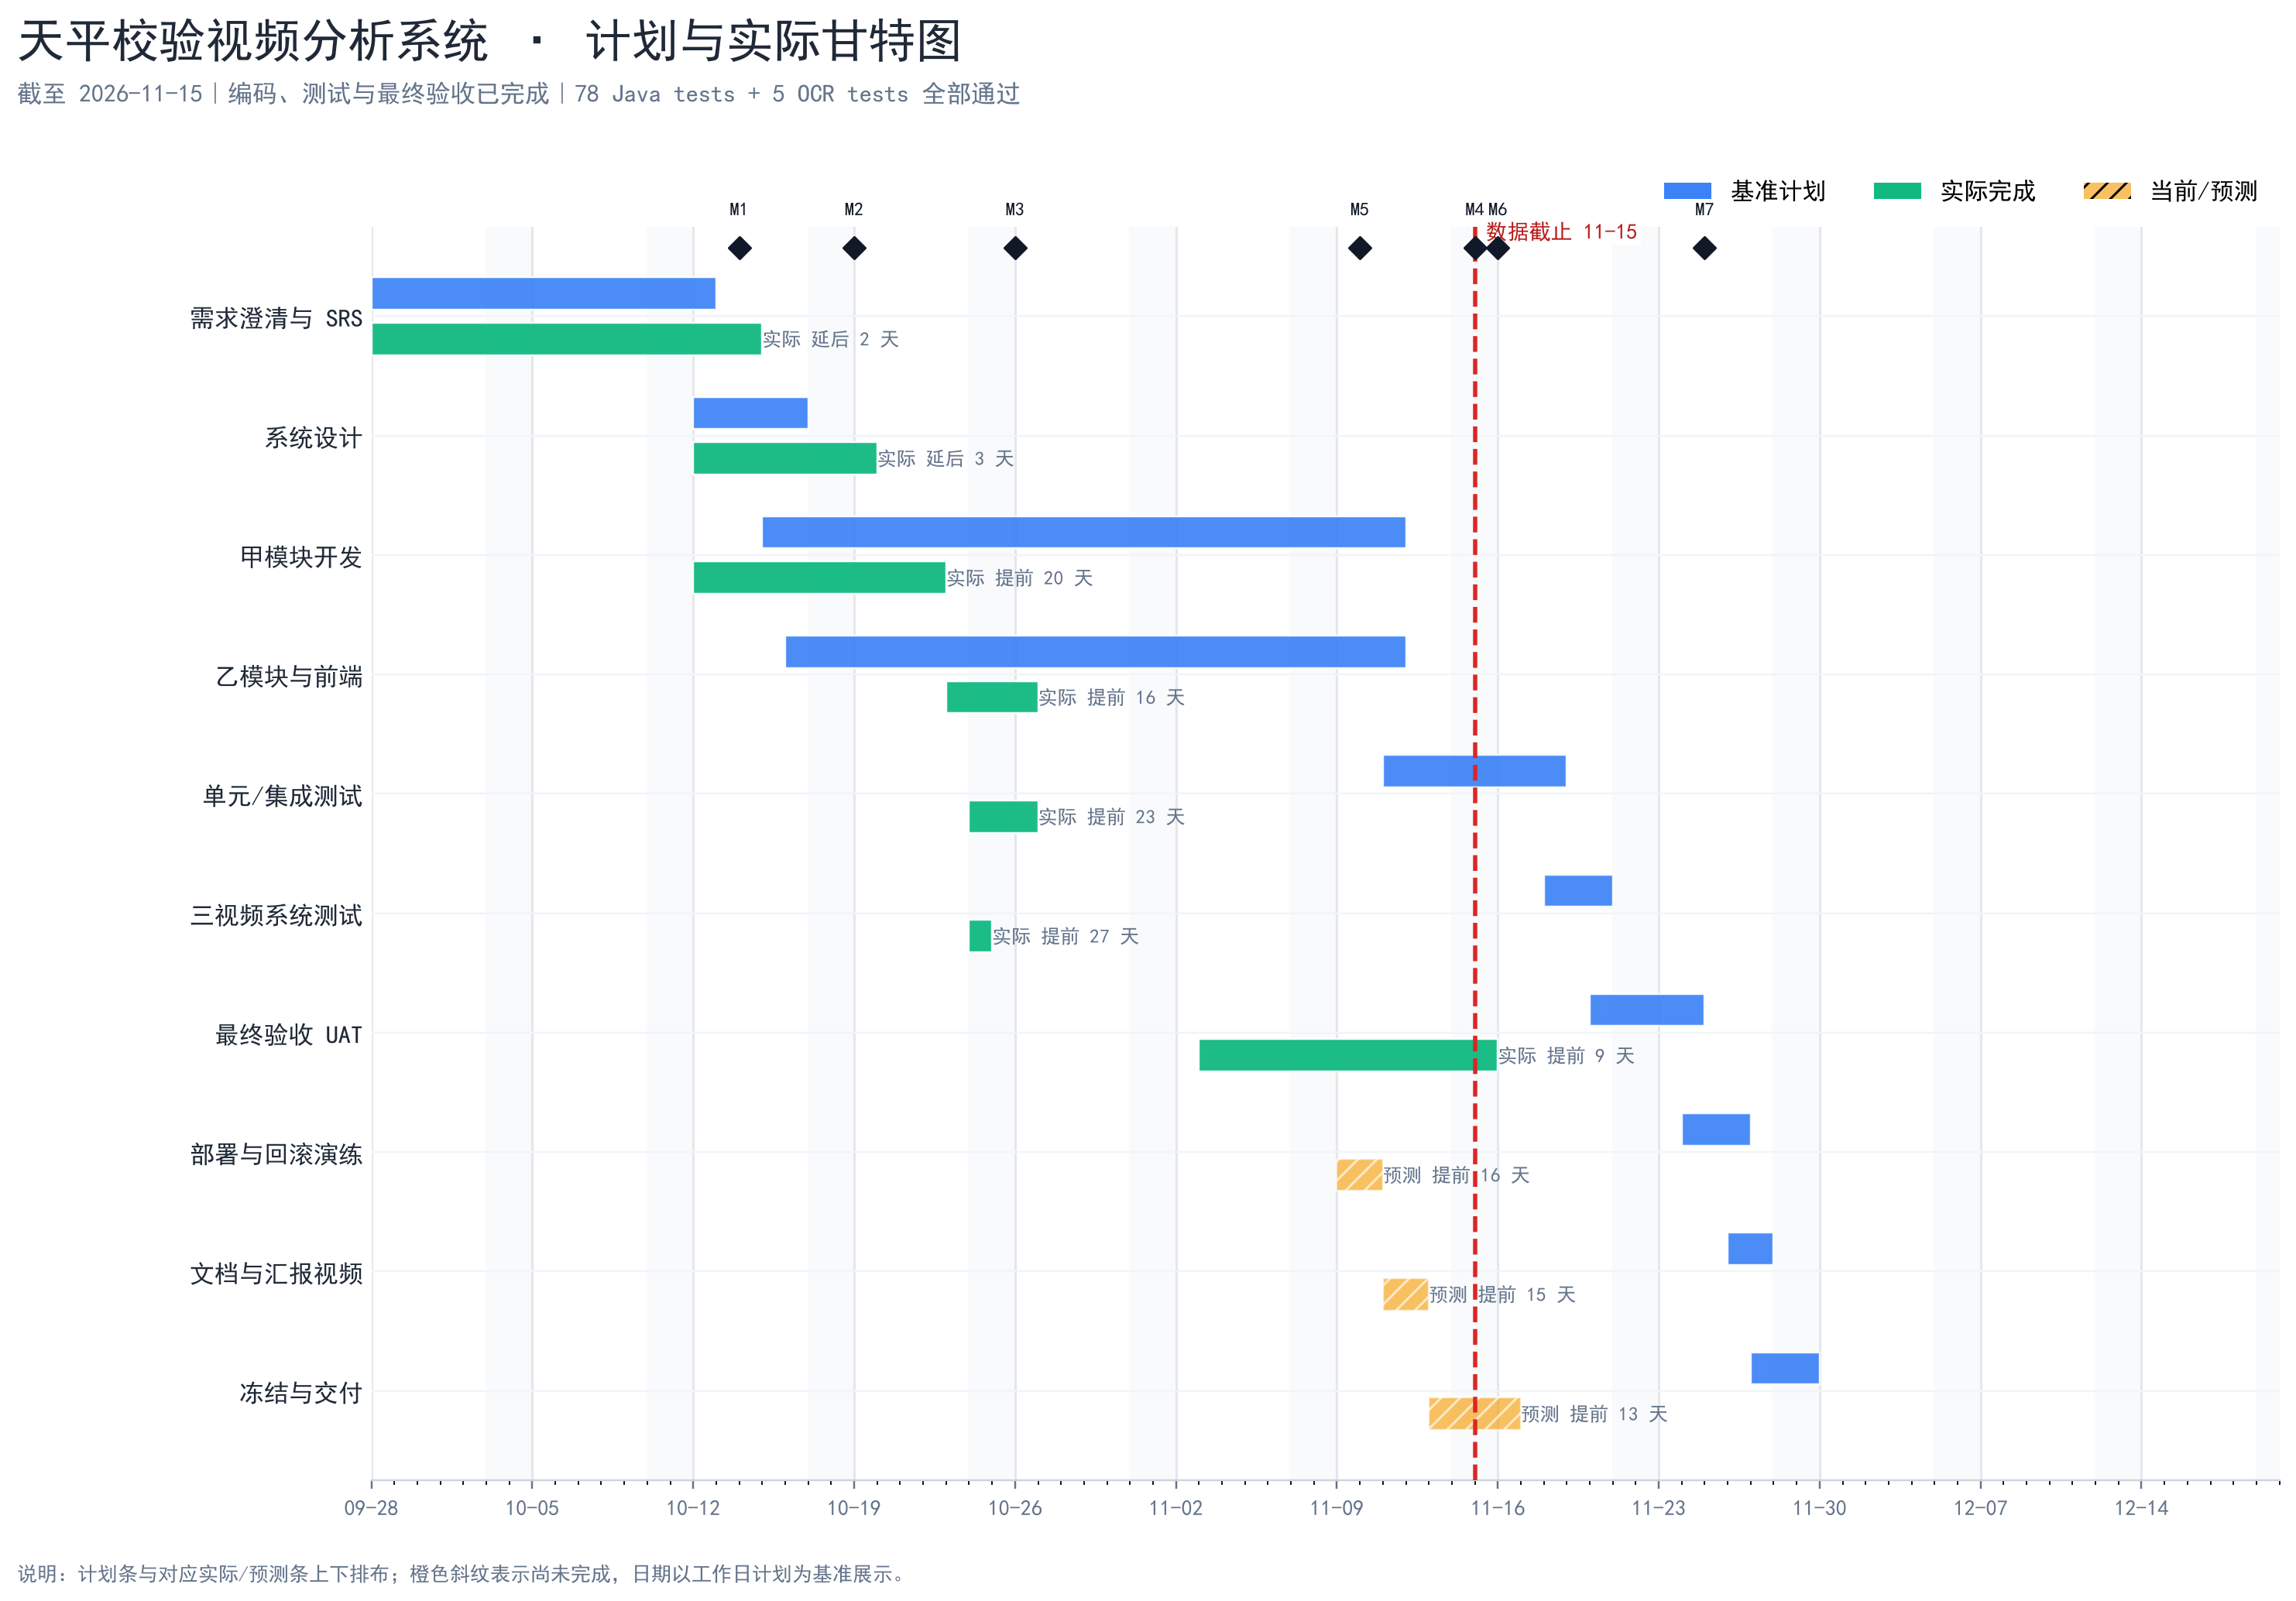 天平校验视频分析系统 · 计划与实际甘特图
截至 2026-11-15｜编码、测试与最终验收已完成｜78 Java tests + 5 OCR tests 全部通过
基准计划 实际完成 当前/预测
M1 M2 M3 M5 M4 M6 M7
数据截止 11-15
需求澄清与 SRS
实际 延后 2 天
系统设计
实际 延后 3 天
甲模块开发
实际 提前 20 天
乙模块与前端
实际 提前 16 天
单元/集成测试
实际 提前 23 天
三视频系统测试
实际 提前 27 天
最终验收 UAT
实际 提前 9 天
部署与回滚演练
预测 提前 16 天
文档与汇报视频
预测 提前 15 天
冻结与交付
预测 提前 13 天
09-28 10-05 10-12 10-19 10-26 11-02 11-09 11-16 11-23 11-30 12-07 12-14
说明：计划条与对应实际/预测条上下排布；橙色斜纹表示尚未完成，日期以工作日计划为基准展示。